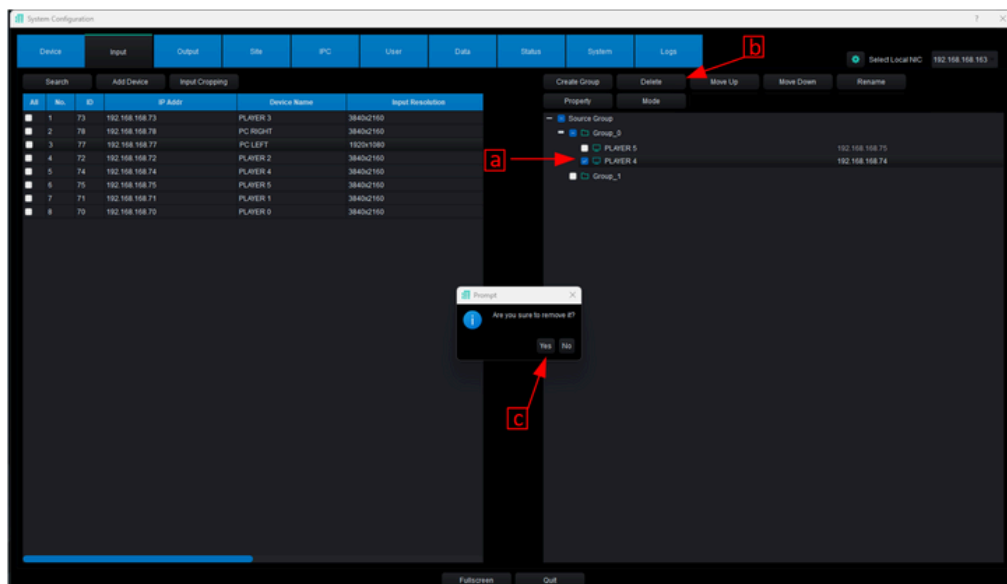 System Configuration
Device Input Output Site IPC User Data Status System Logs
b
Select Local NIC 192.168.168.163
Search Add Device Input Cropping
Create Group Delete Move Up Move Down Rename
Property Mode
All No. ID IP Addr Device Name Input Resolution
1 73 192.168.168.73 PLAYER 3 3840x2160
2 78 192.168.168.78 PC RIGHT 3840x2160
3 77 192.168.168.77 PC LEFT 1920x1080
4 72 192.168.168.72 PLAYER 2 3840x2160
5 74 192.168.168.74 PLAYER 4 3840x2160
6 75 192.168.168.75 PLAYER 5 3840x2160
7 71 192.168.168.71 PLAYER 1 3840x2160
8 70 192.168.168.70 PLAYER 0 3840x2160
Source Group
Group_0
PLAYER 5 192.168.168.75
a
PLAYER 4 192.168.168.74
Group_1
Prompt
Are you sure to remove it?
Yes No
c
Fullscreen Quit